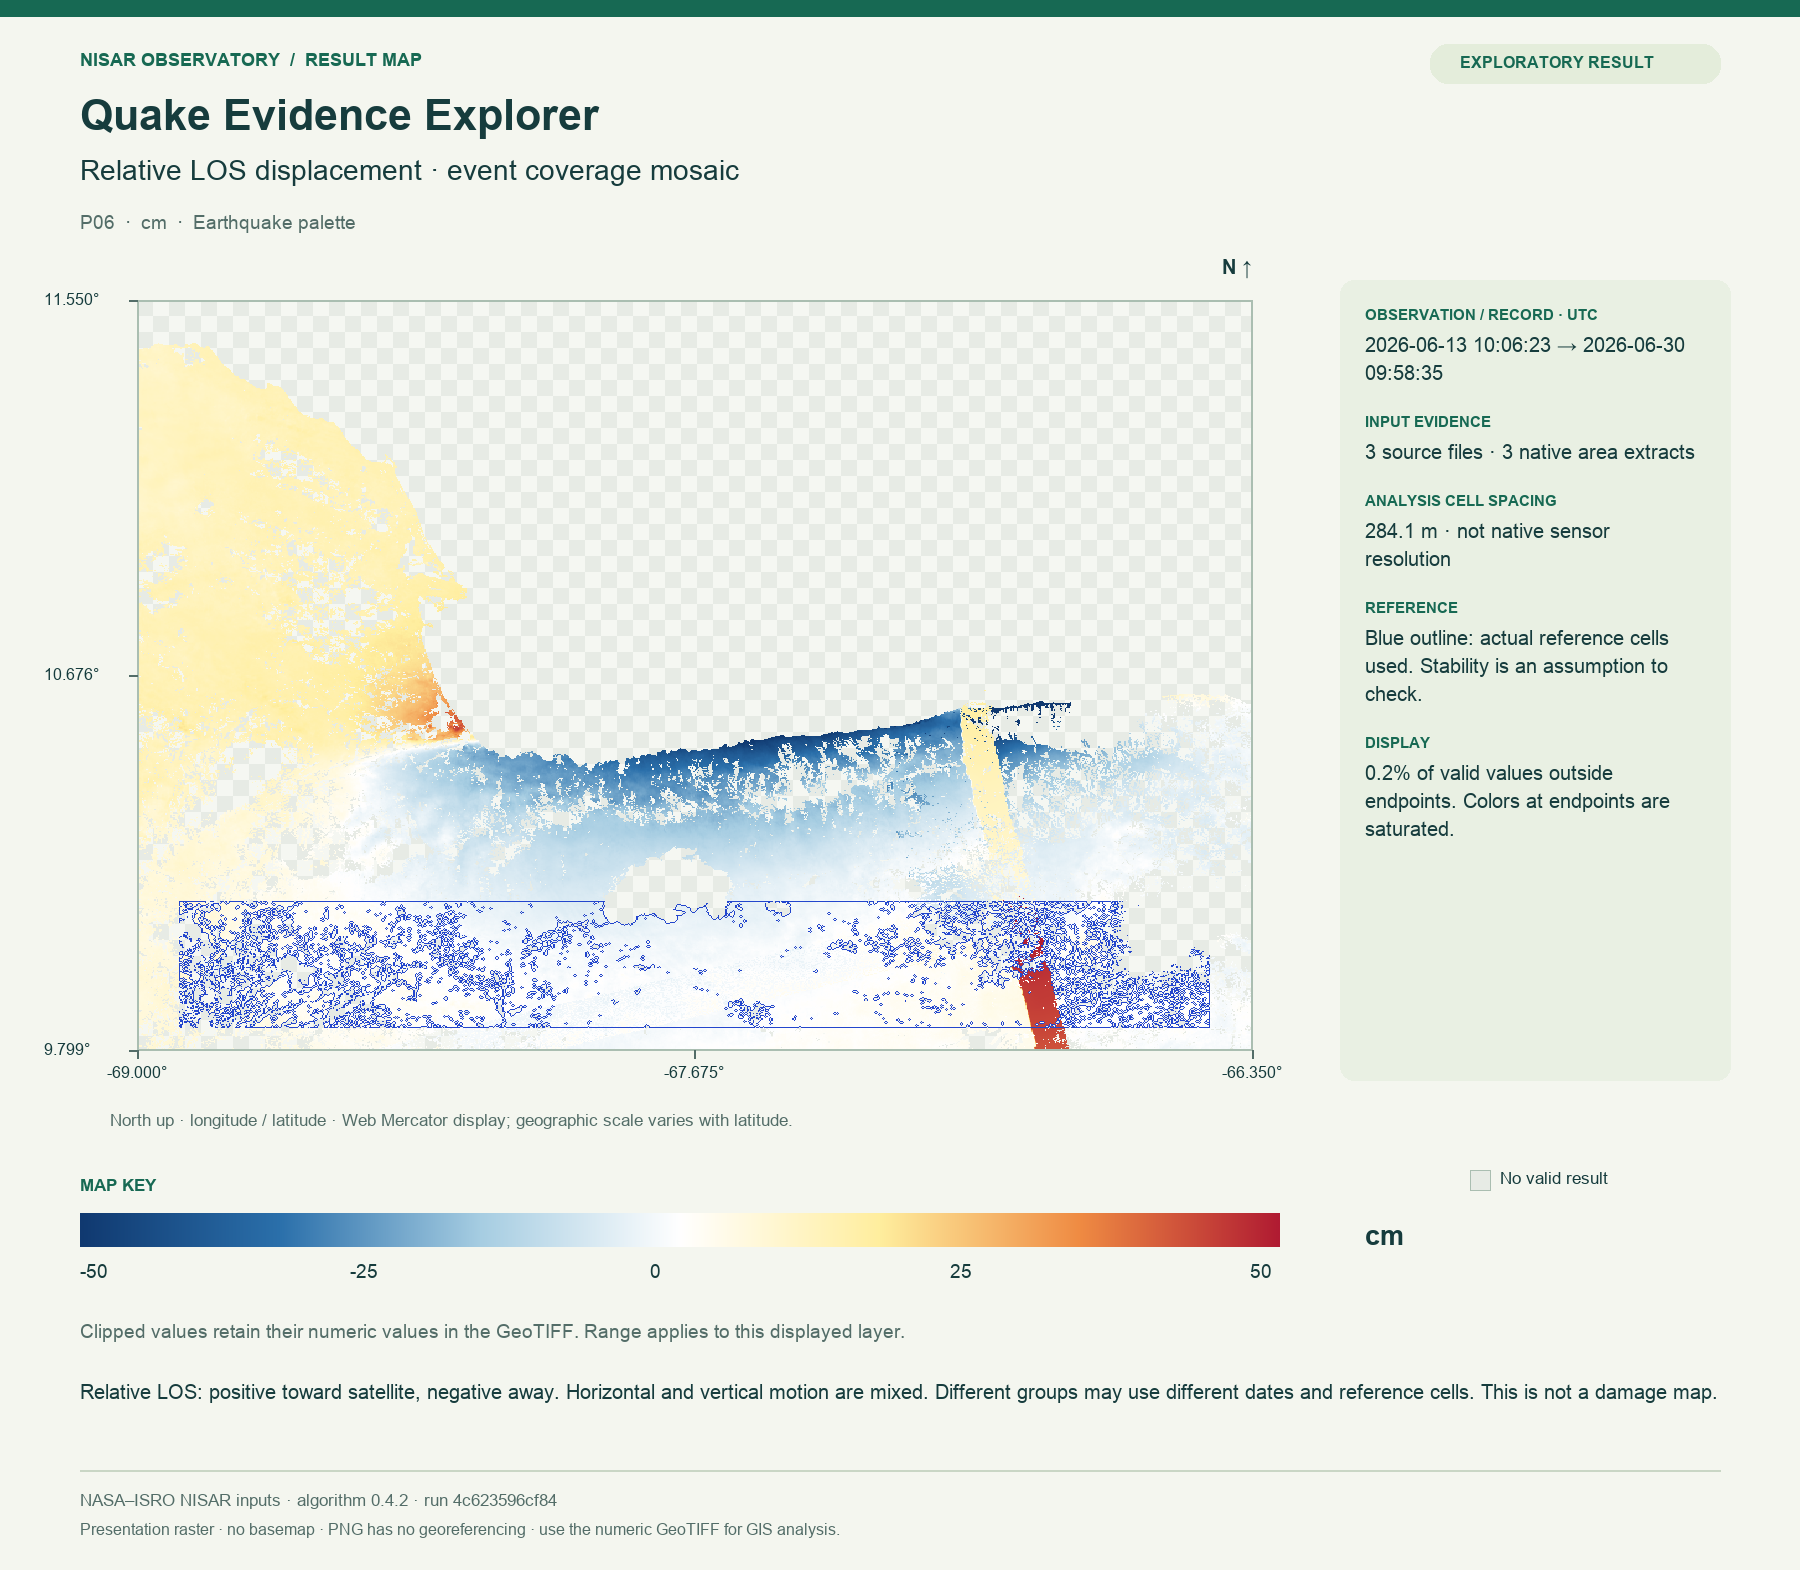 NISAR OBSERVATORY / RESULT MAP
EXPLORATORY RESULT
Quake Evidence Explorer
Relative LOS displacement · event coverage mosaic
P06 · cm · Earthquake palette
N ↑
11.550°
10.676°
9.799°
-69.000°
-67.675°
-66.350°
North up · longitude / latitude · Web Mercator display; geographic scale varies with latitude.
OBSERVATION / RECORD · UTC
2026-06-13 10:06:23 → 2026-06-30
09:58:35
INPUT EVIDENCE
3 source files · 3 native area extracts
ANALYSIS CELL SPACING
284.1 m · not native sensor
resolution
REFERENCE
Blue outline: actual reference cells
used. Stability is an assumption to
check.
DISPLAY
0.2% of valid values outside
endpoints. Colors at endpoints are
saturated.
MAP KEY
No valid result
cm
-50
-25
0
25
50
Clipped values retain their numeric values in the GeoTIFF. Range applies to this displayed layer.
Relative LOS: positive toward satellite, negative away. Horizontal and vertical motion are mixed. Different groups may use different dates and reference cells. This is not a damage map.
NASA–ISRO NISAR inputs · algorithm 0.4.2 · run 4c623596cf84
Presentation raster · no basemap · PNG has no georeferencing · use the numeric GeoTIFF for GIS analysis.